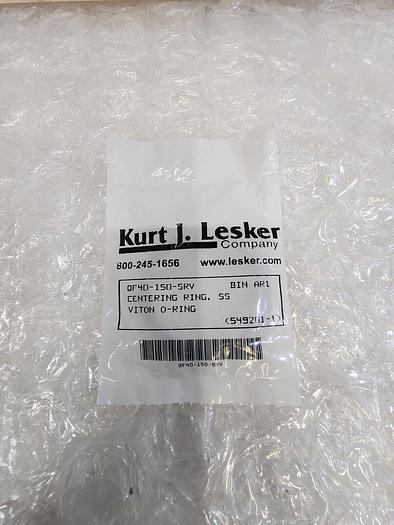 Kurt J. Lesker
Company
800-245-1656 www.lesker.com
QF40-150-SRV BIN AR1
CENTERING RING, SS
VITON O-RING
(549201-1)
QF40-150-SRV